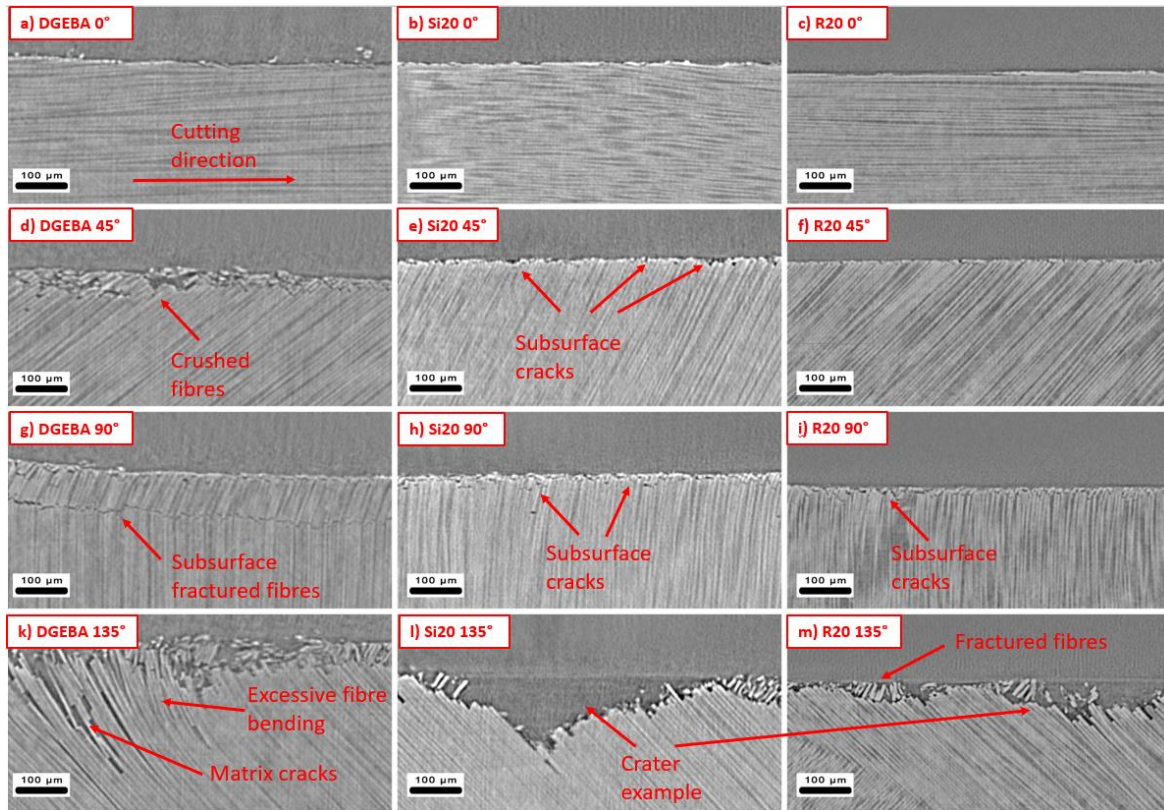 a) DGEBA 0°
b) Si20 0°
c) R20 0°
Cutting
direction
100 µm
100 µm
100 µm
d) DGEBA 45°
e) Si20 45°
f) R20 45°
Crushed
fibres
Subsurface
cracks
100 µm
100 µm
100 µm
g) DGEBA 90°
h) Si20 90°
i) R20 90°
Subsurface
fractured fibres
Subsurface
cracks
Subsurface
cracks
100 µm
100 µm
100 µm
k) DGEBA 135°
l) Si20 135°
m) R20 135°
Fractured fibres
Excessive fibre
bending
Matrix cracks
Crater
example
100 µm
100 µm
100 µm